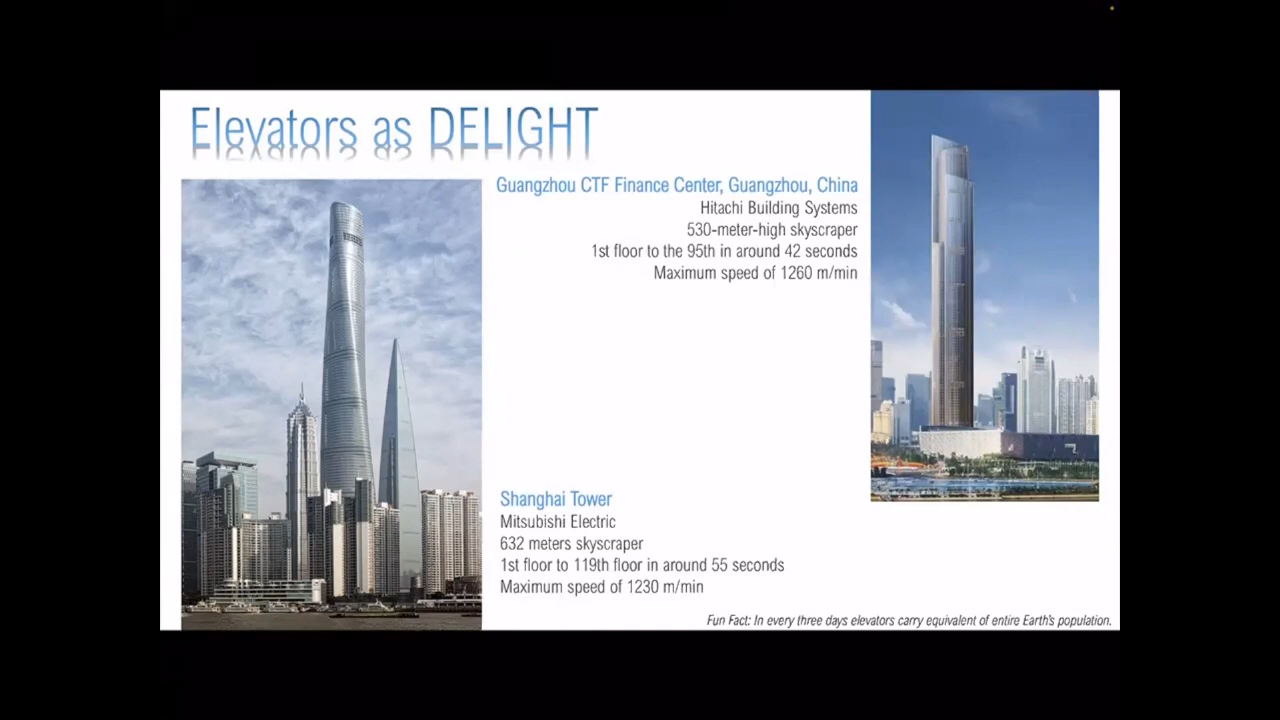 Elevators as DELIGHT
Guangzhou CTF Finance Center, Guangzhou, China
Hitachi Building Systems
530-meter-high skyscraper
1st floor to the 95th in around 42 seconds
Maximum speed of 1260 m/min
Shanghai Tower
Mitsubishi Electric
632 meters skyscraper
1st floor to 119th floor in around 55 seconds
Maximum speed of 1230 m/min
Fun Fact: In every three days elevators carry equivalent of entire Earth's population.